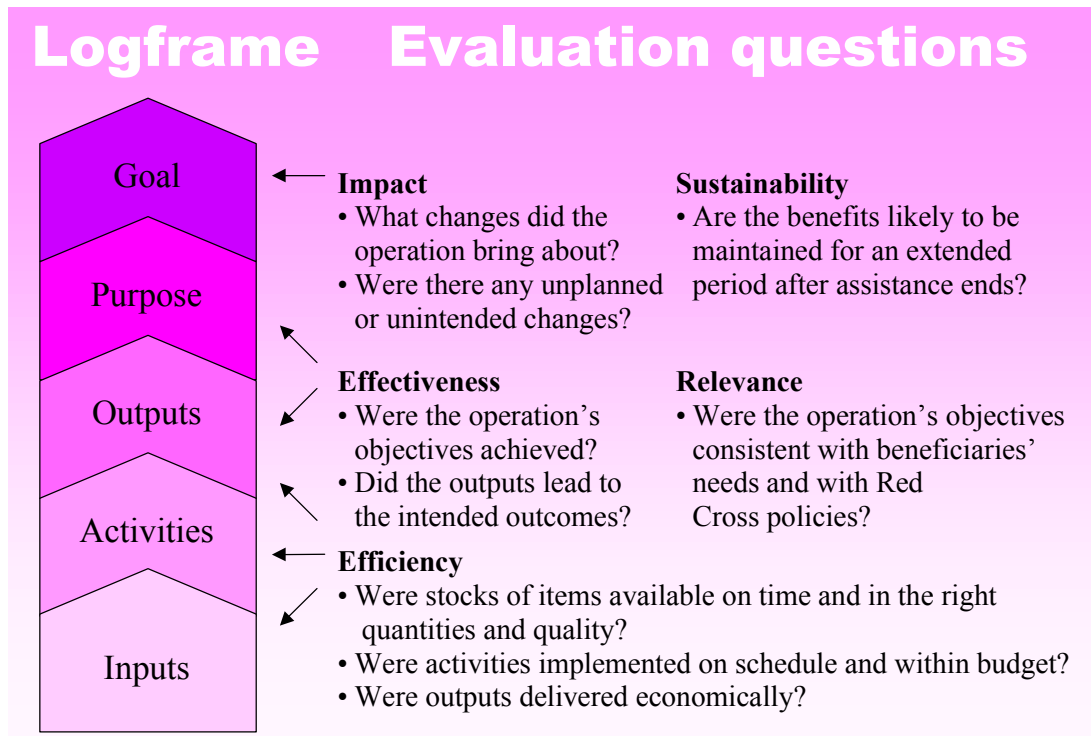 Logframe Evaluation questions
Goal
Purpose
Outputs
Activities
Inputs
Impact
• What changes did the
operation bring about?
• Were there any unplanned
or unintended changes?
Sustainability
• Are the benefits likely to be
maintained for an extended
period after assistance ends?
Effectiveness
• Were the operation’s
objectives achieved?
• Did the outputs lead to
the intended outcomes?
Relevance
• Were the operation’s objectives
consistent with beneficiaries’
needs and with Red
Cross policies?
Efficiency
• Were stocks of items available on time and in the right
quantities and quality?
• Were activities implemented on schedule and within budget?
• Were outputs delivered economically?